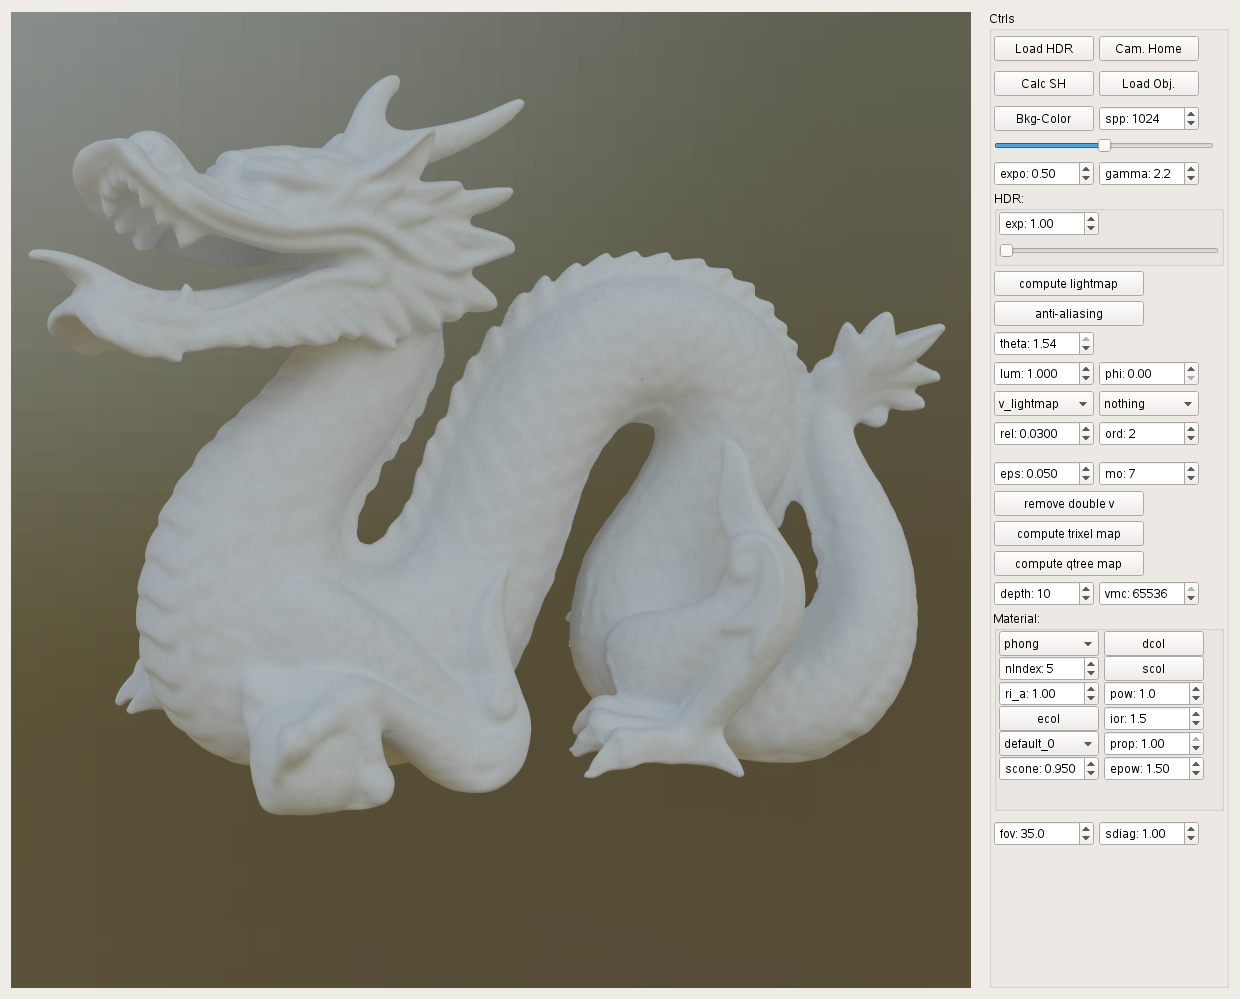 Ctrls
Load HDR Cam. Home
Calc SH Load Obj.
Bkg-Color spp: 1024
expo: 0.50 gamma: 2.2
HDR:
exp: 1.00
compute lightmap
anti-aliasing
theta: 1.54
lum: 1.000 phi: 0.00
v_lightmap nothing
rel: 0.0300 ord: 2
eps: 0.050 mo: 7
remove double v
compute trixel map
compute qtree map
depth: 10 vmc: 65536
Material:
phong dcol
nIndex: 5 scol
ri_a: 1.00 pow: 1.0
ecol ior: 1.5
default_0 prop: 1.00
scone: 0.950 epow: 1.50
fov: 35.0 sdiag: 1.00